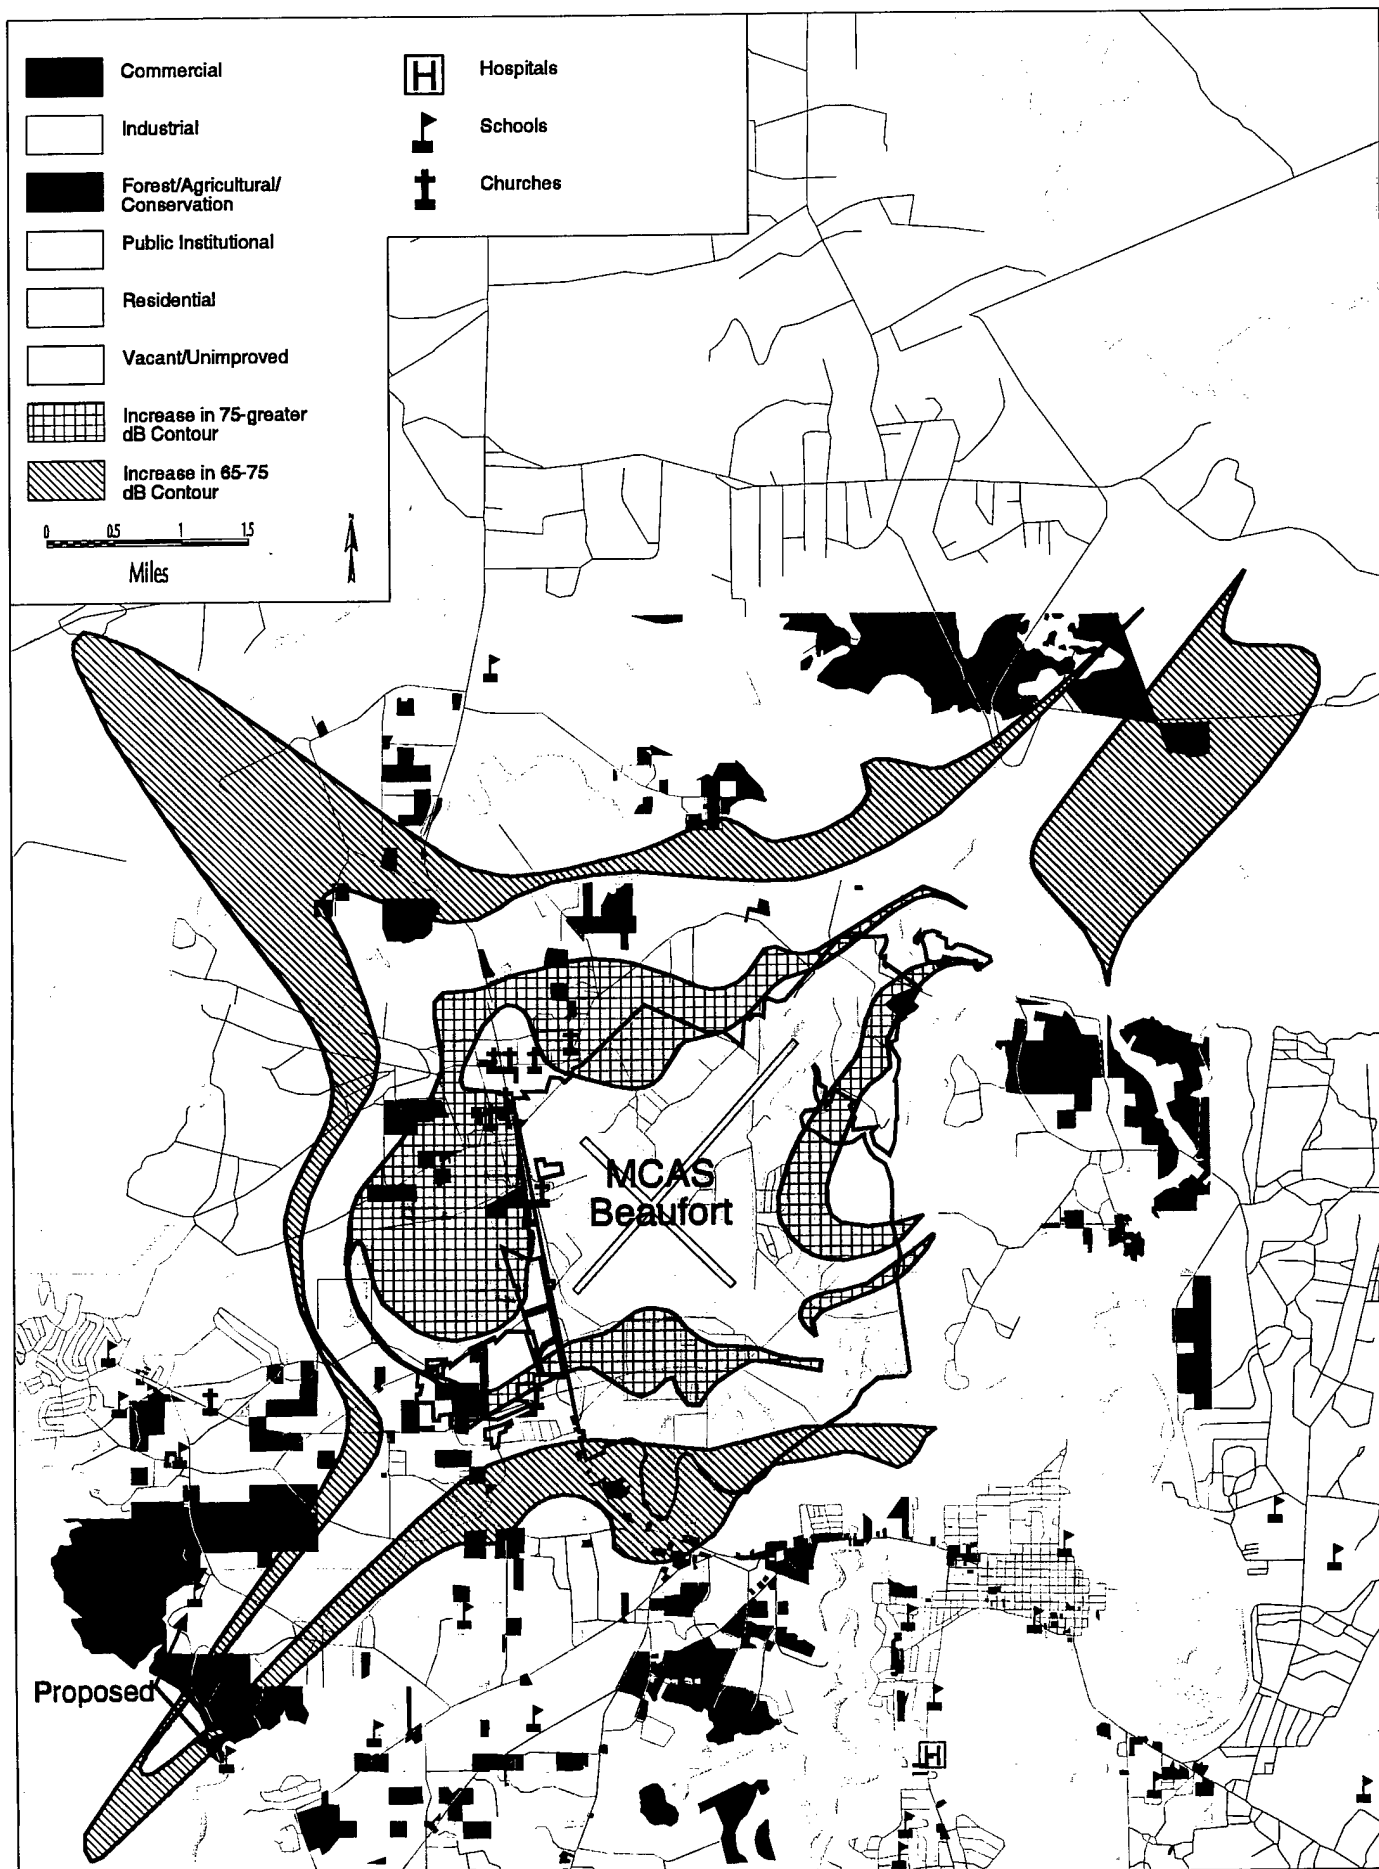 Commercial
Industrial
Forest/Agricultural/
Conservation
Public Institutional
Residential
Vacant/Unimproved
Increase in 75-greater
dB Contour
Increase in 65-75
dB Contour
0 0.5 1 1.5
Miles
H Hospitals
Schools
Churches
MCAS
Beaufort
Proposed
H